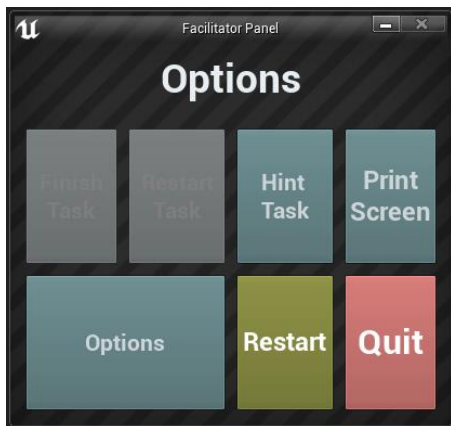 Facilitator Panel
Options
Finish
Task
Restart
Task
Hint
Task
Print
Screen
Options
Restart
Quit